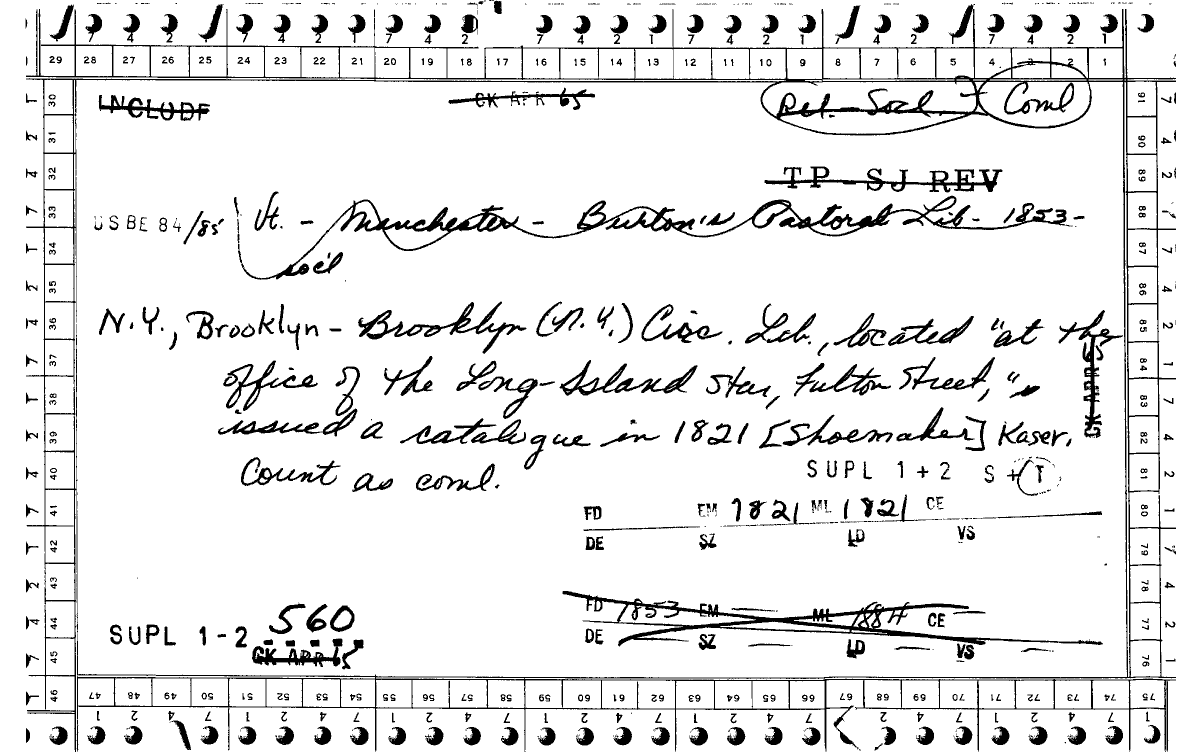 7 4 2 1 7 4 2 1 7 4 2 1 7 4 2 1 7 4 2 1 7 4 2 1
29 28 27 26 25 24 23 22 21 20 19 18 17 16 15 14 13 12 11 10 9 8 7 6 5 4 3 2 1
INCLUDE
CK APR 65
Rel. - Socl. Coml
TP - SJ REV
USBE 84/85 Vt. - Manchester - Burton's Pastoral Lib. 1853-
soc'l
N.Y., Brooklyn - Brooklyn (N.Y.) Circ. Lib., located "at the
office of the Long-Island Star, Fulton Street,"
issued a catalogue in 1821 [Shoemaker] Kaser.
Count as coml.
CK APR 65
SUPL 1 + 2 S + T
FD EM 1821 ML 1821 CE
DE SZ LD VS
FD 1853 EM — ML 1884 CE —
DE — SZ — LD — VS —
560
SUPL 1-2
CK APR 65
30 31 32 33 34 35 36 37 38 39 40 41 42 43 44 45 46
91 90 89 88 87 86 85 84 83 82 81 80 79 78 77 76
47 48 49 50 51 52 53 54 55 56 57 58 59 60 61 62 63 64 65 66 67 68 69 70 71 72 73 74 75